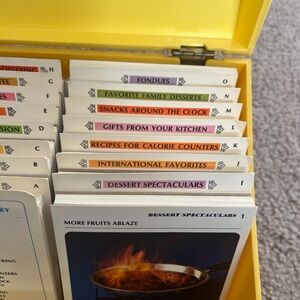 FONDUES O
FAVORITE FAMILY DESSERTS N
SNACKS AROUND THE CLOCK M
GIFTS FROM YOUR KITCHEN L
RECIPES FOR CALORIE COUNTERS K
INTERNATIONAL FAVORITES J
DESSERT SPECTACULARS I
DESSERT SPECTACULARS 1
MORE FRUITS ABLAZE
H
G
F
E
D
C
B
A